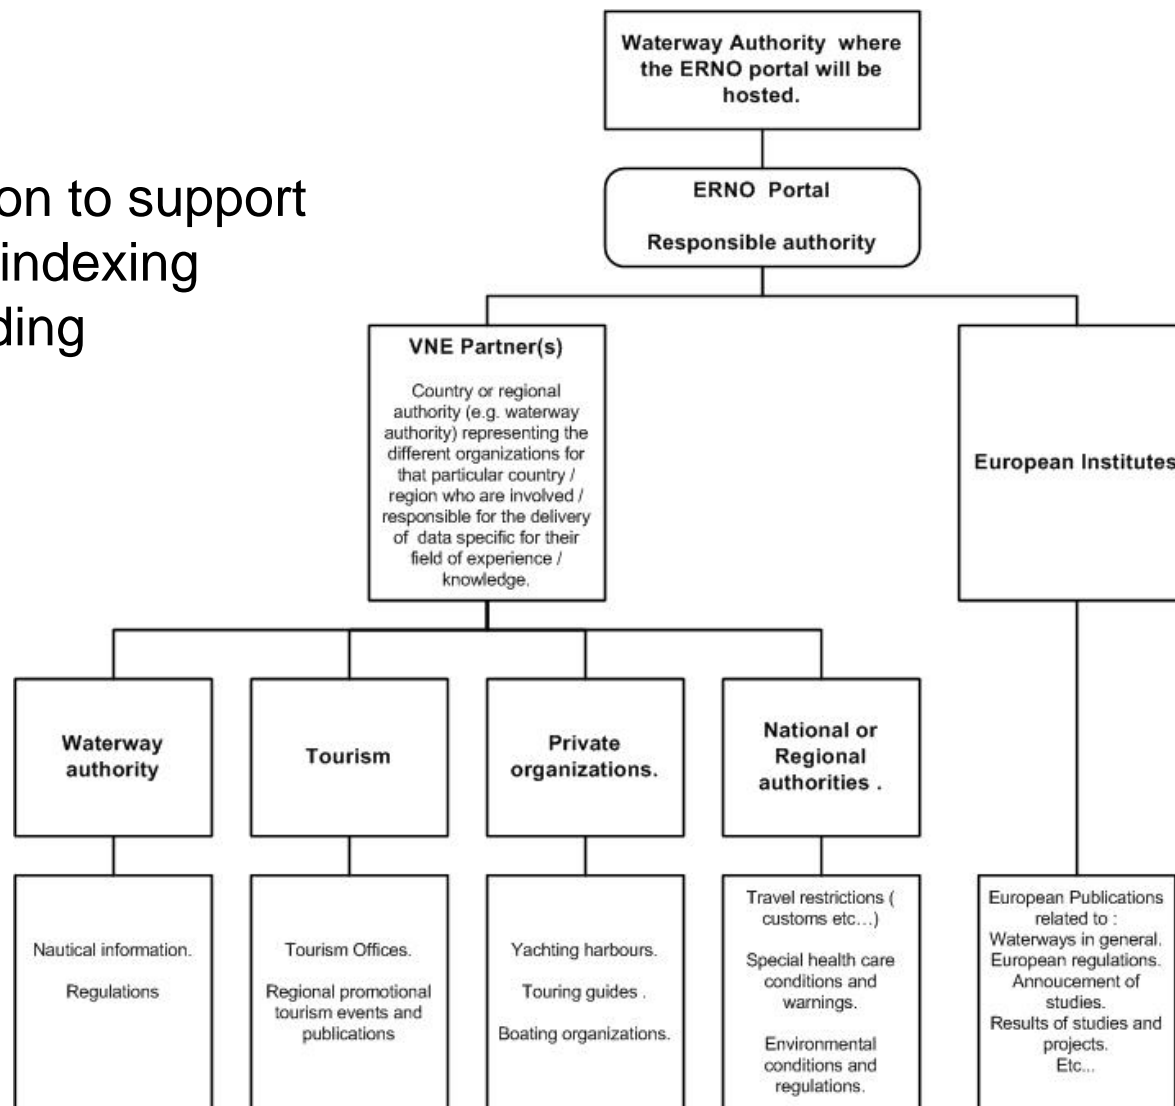 Waterway Authority where
the ERNO portal will be
hosted.
on to support
indexing
ding
ERNO Portal
Responsible authority
VNE Partner(s)
Country or regional
authority (e.g. waterway
authority) representing the
different organizations for
that particular country /
region who are involved /
responsible for the delivery
of data specific for their
field of experience /
knowledge.
European Institutes
Waterway
authority
Tourism
Private
organizations.
National or
Regional
authorities .
Nautical information.
Regulations
Tourism Offices.
Regional promotional
tourism events and
publications
Yachting harbours.
Touring guides .
Boating organizations.
Travel restrictions (
customs etc...)
Special health care
conditions and
warnings.
Environmental
conditions and
regulations.
European Publications
related to :
Waterways in general.
European regulations.
Annoucement of
studies.
Results of studies and
projects.
Etc...